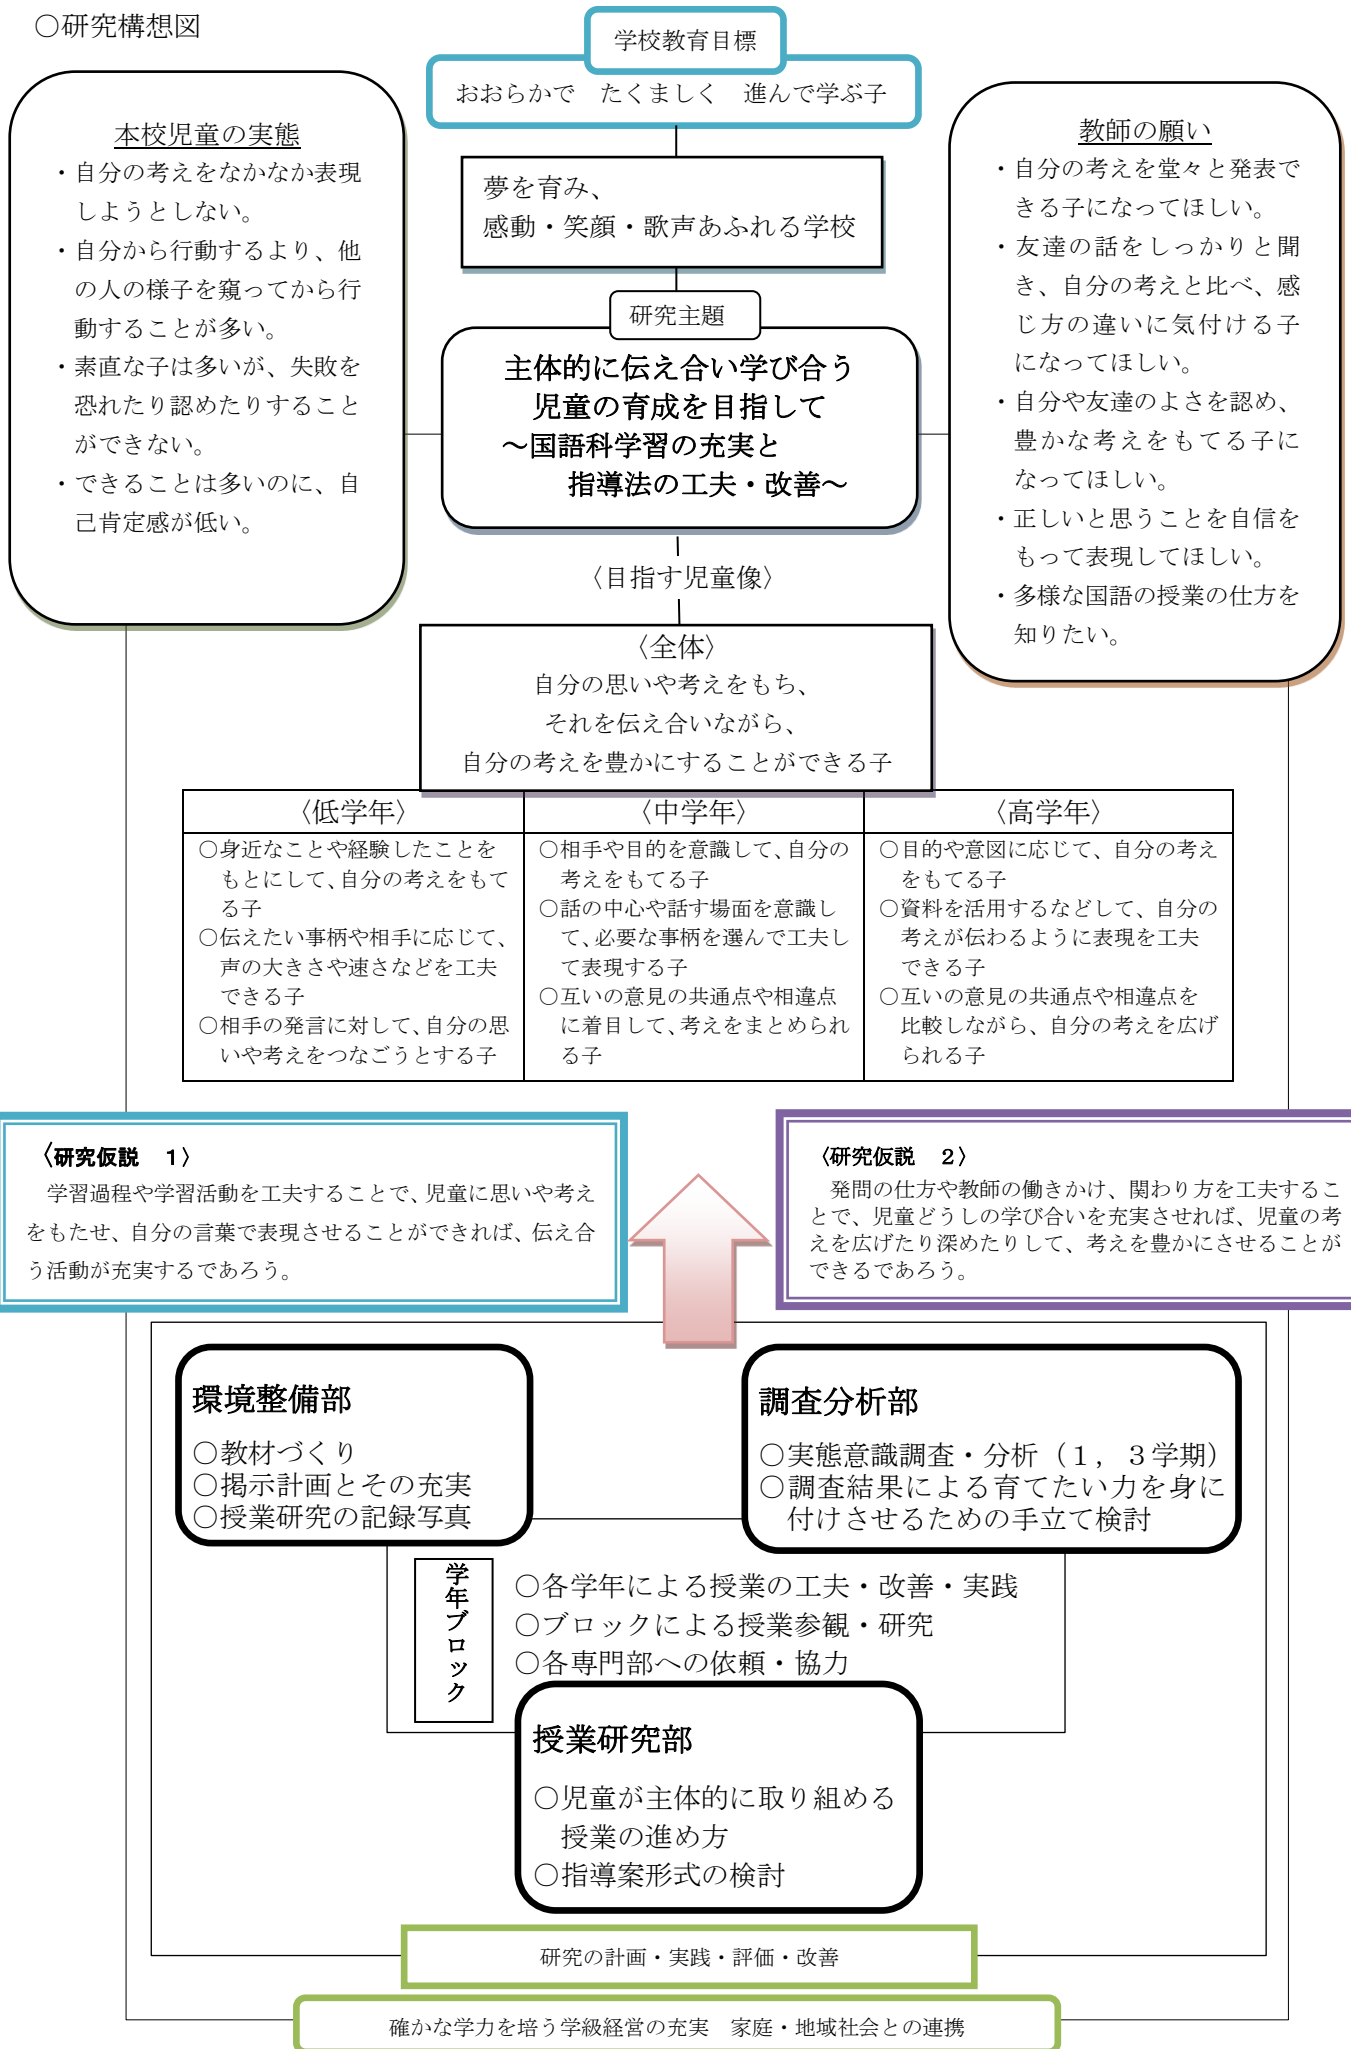 〇研究構想図
学校教育目標
おおらかで　たくましく　進んで学ぶ子
夢を育み、
感動・笑顔・歌声あふれる学校
本校児童の実態
・自分の考えをなかなか表現
しようとしない。
・自分から行動するより、他
の人の様子を窺ってから行
動することが多い。
・素直な子は多いが、失敗を
恐れたり認めたりすること
ができない。
・できることは多いのに、自
己肯定感が低い。
研究主題
主体的に伝え合い学び合う
児童の育成を目指して
～国語科学習の充実と
指導法の工夫・改善～
教師の願い
・自分の考えを堂々と発表で
きる子になってほしい。
・友達の話をしっかりと聞
き、自分の考えと比べ、感
じ方の違いに気付ける子
になってほしい。
・自分や友達のよさを認め、
豊かな考えをもてる子に
なってほしい。
・正しいと思うことを自信を
もって表現してほしい。
・多様な国語の授業の仕方を
知りたい。
〈目指す児童像〉
〈全体〉
自分の思いや考えをもち、
それを伝え合いながら、
自分の考えを豊かにすることができる子
〈低学年〉
〇身近なことや経験したことを
もとにして、自分の考えをもて
る子
〇伝えたい事柄や相手に応じて、
声の大きさや速さなどを工夫
できる子
〇相手の発言に対して、自分の思
いや考えをつなごうとする子
〈中学年〉
〇相手や目的を意識して、自分の
考えをもてる子
〇話の中心や話す場面を意識し
て、必要な事柄を選んで工夫し
て表現する子
〇互いの意見の共通点や相違点
に着目して、考えをまとめられ
る子
〈高学年〉
〇目的や意図に応じて、自分の考え
をもてる子
〇資料を活用するなどして、自分の
考えが伝わるように表現を工夫
できる子
〇互いの意見の共通点や相違点を
比較しながら、自分の考えを広げ
られる子
〈研究仮説　１〉
学習過程や学習活動を工夫することで、児童に思いや考え
をもたせ、自分の言葉で表現させることができれば、伝え合
う活動が充実するであろう。
〈研究仮説　２〉
発問の仕方や教師の働きかけ、関わり方を工夫するこ
とで、児童どうしの学び合いを充実させれば、児童の考
えを広げたり深めたりして、考えを豊かにさせることが
できるであろう。
環境整備部
〇教材づくり
〇掲示計画とその充実
〇授業研究の記録写真
調査分析部
〇実態意識調査・分析（１，３学期）
〇調査結果による育てたい力を身に
付けさせるための手立て検討
学年ブロック
〇各学年による授業の工夫・改善・実践
〇ブロックによる授業参観・研究
〇各専門部への依頼・協力
授業研究部
〇児童が主体的に取り組める
授業の進め方
〇指導案形式の検討
研究の計画・実践・評価・改善
確かな学力を培う学級経営の充実　家庭・地域社会との連携